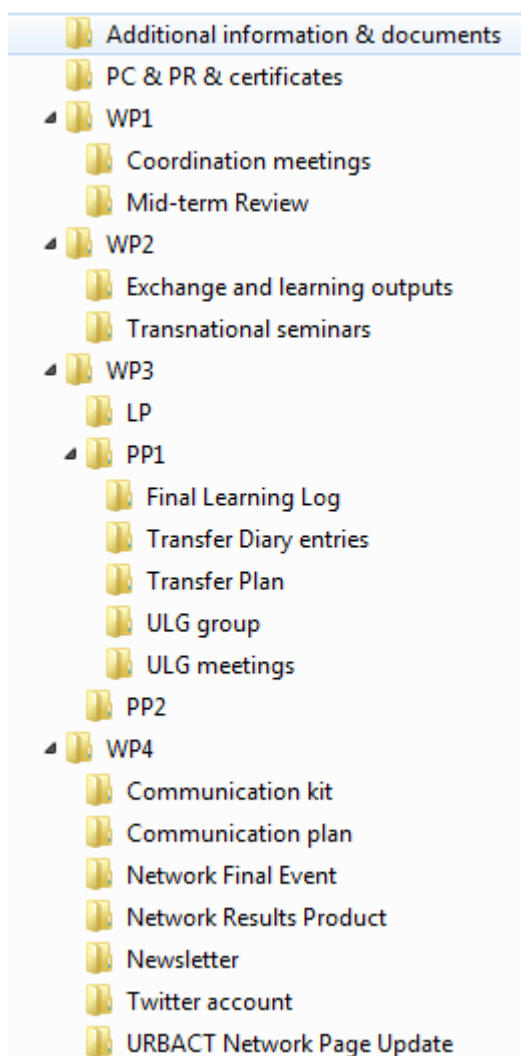 Additional information & documents
PC & PR & certificates
WP1
Coordination meetings
Mid-term Review
WP2
Exchange and learning outputs
Transnational seminars
WP3
LP
PP1
Final Learning Log
Transfer Diary entries
Transfer Plan
ULG group
ULG meetings
PP2
WP4
Communication kit
Communication plan
Network Final Event
Network Results Product
Newsletter
Twitter account
URBACT Network Page Update